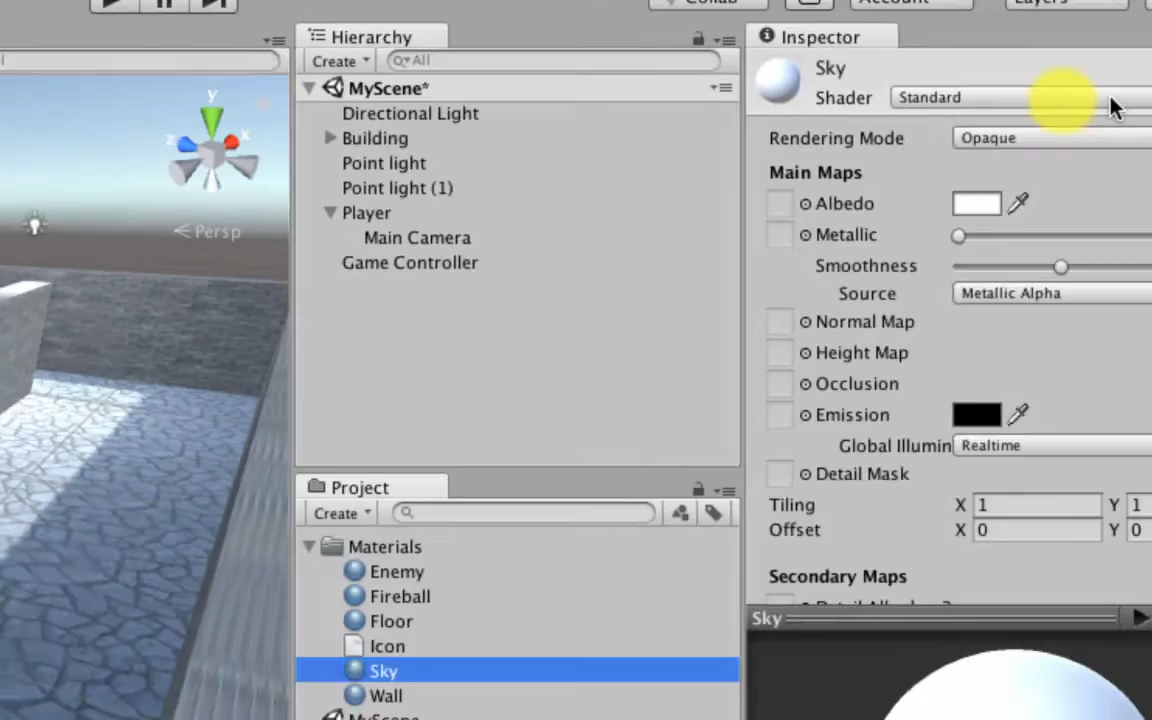 Collab
Account
Layers
Hierarchy
Create
All
MyScene*
Directional Light
Building
Point light
Point light (1)
Player
Main Camera
Game Controller
y
z
x
Persp
Project
Create
Materials
Enemy
Fireball
Floor
Icon
Sky
Wall
MyScene
Inspector
Sky
Shader Standard
Rendering Mode Opaque
Main Maps
Albedo
Metallic
Smoothness
Source Metallic Alpha
Normal Map
Height Map
Occlusion
Emission
Global Illumin Realtime
Detail Mask
Tiling X 1 Y 1
Offset X 0 Y 0
Secondary Maps
Sky